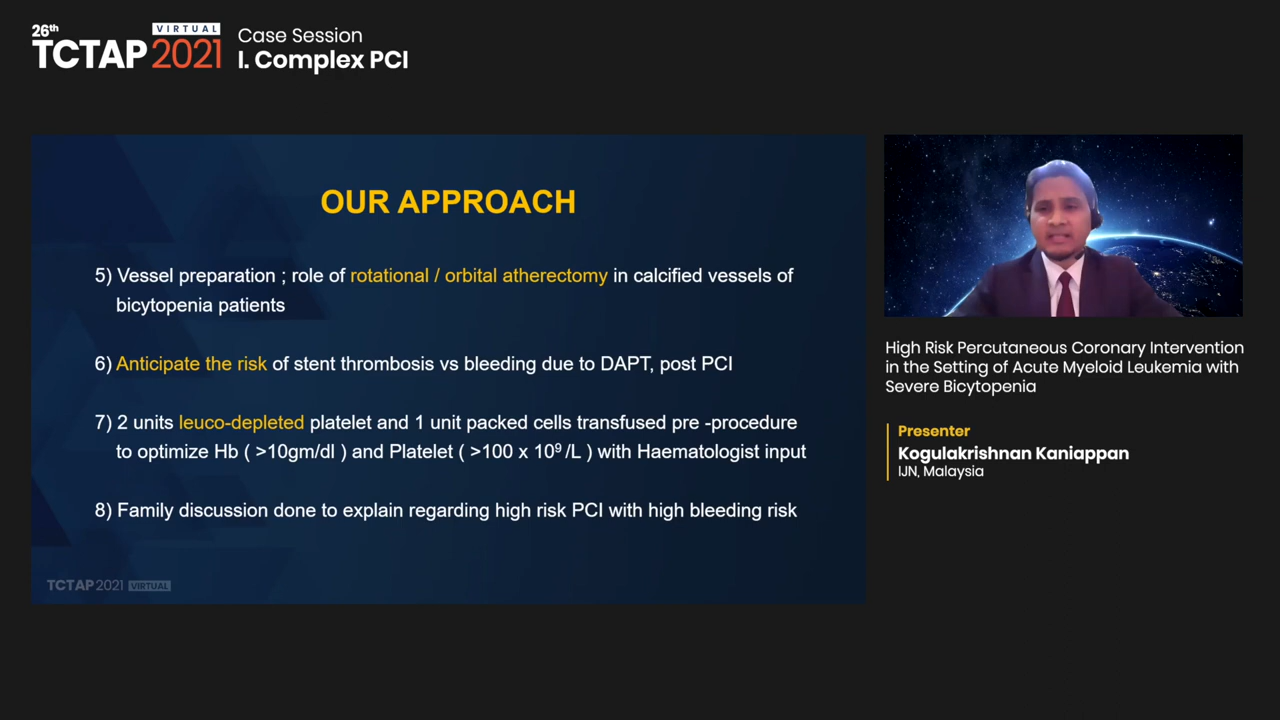 26th
VIRTUAL
TCTAP 2021
Case Session
I. Complex PCI
OUR APPROACH
5) Vessel preparation ; role of rotational / orbital atherectomy in calcified vessels of
bicytopenia patients
6) Anticipate the risk of stent thrombosis vs bleeding due to DAPT, post PCI
7) 2 units leuco-depleted platelet and 1 unit packed cells transfused pre -procedure
to optimize Hb ( >10gm/dl ) and Platelet ( >100 x 10⁹ /L ) with Haematologist input
8) Family discussion done to explain regarding high risk PCI with high bleeding risk
TCTAP 2021 VIRTUAL
High Risk Percutaneous Coronary Intervention
in the Setting of Acute Myeloid Leukemia with
Severe Bicytopenia
Presenter
Kogulakrishnan Kaniappan
IJN, Malaysia